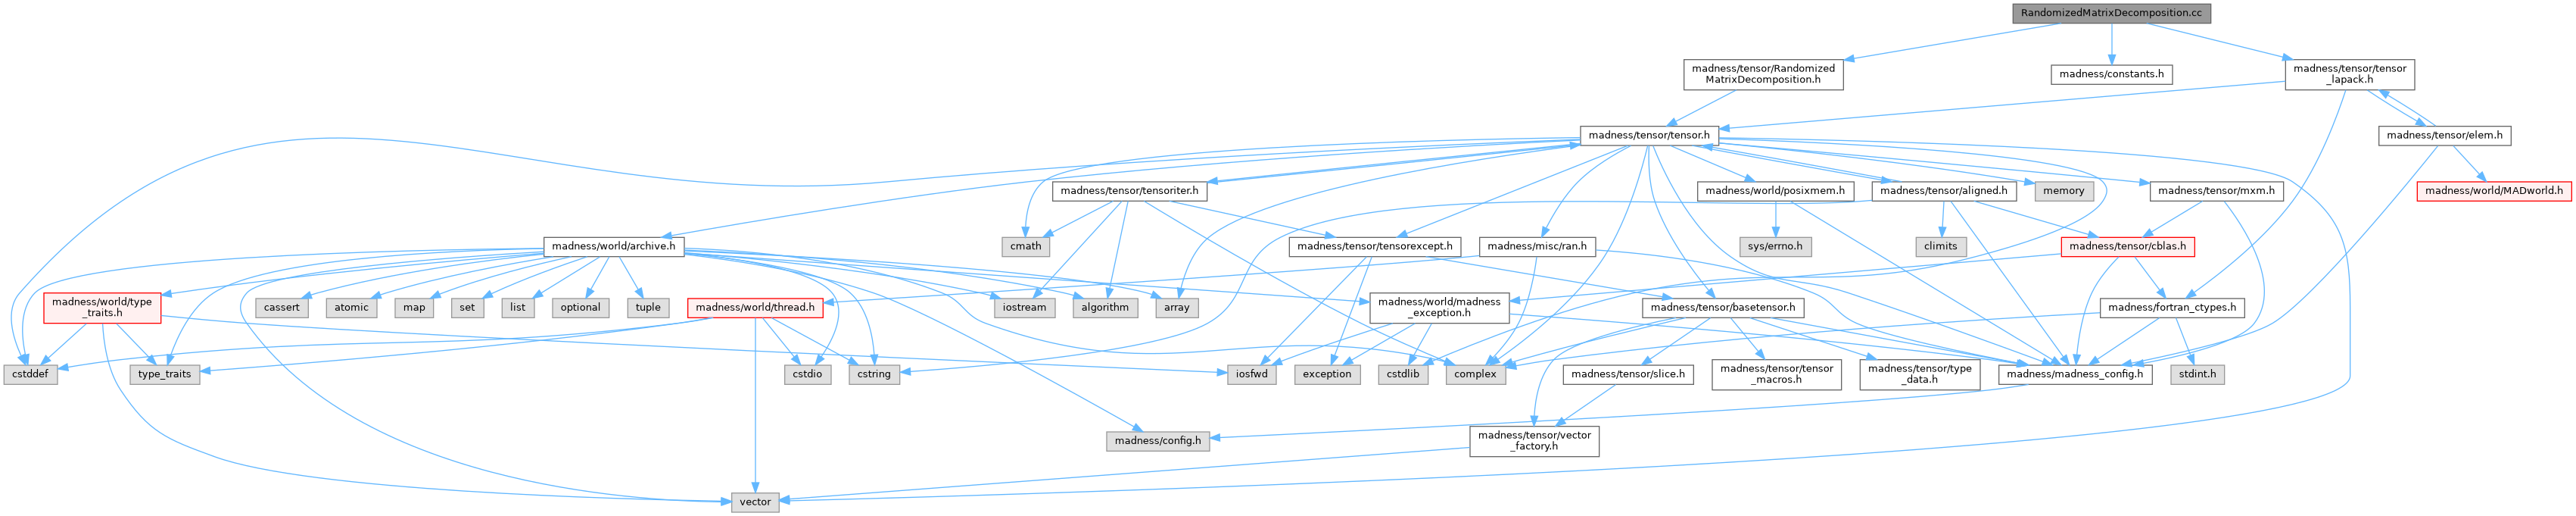 RandomizedMatrixDecomposition.cc
madness/tensor/Randomized
MatrixDecomposition.h
madness/constants.h
madness/tensor/tensor
_lapack.h
madness/tensor/tensor.h
madness/tensor/elem.h
madness/tensor/tensoriter.h
madness/world/posixmem.h
madness/tensor/aligned.h
memory
madness/tensor/mxm.h
madness/world/MADworld.h
madness/world/archive.h
cmath
madness/tensor/tensorexcept.h
madness/misc/ran.h
sys/errno.h
climits
madness/tensor/cblas.h
madness/world/type
_traits.h
cassert
atomic
map
set
list
optional
tuple
madness/world/thread.h
iostream
algorithm
array
madness/world/madness
_exception.h
madness/tensor/basetensor.h
madness/fortran_ctypes.h
cstddef
type_traits
cstdio
cstring
iosfwd
exception
cstdlib
complex
madness/tensor/slice.h
madness/tensor/tensor
_macros.h
madness/tensor/type
_data.h
madness/madness_config.h
stdint.h
madness/config.h
madness/tensor/vector
_factory.h
vector